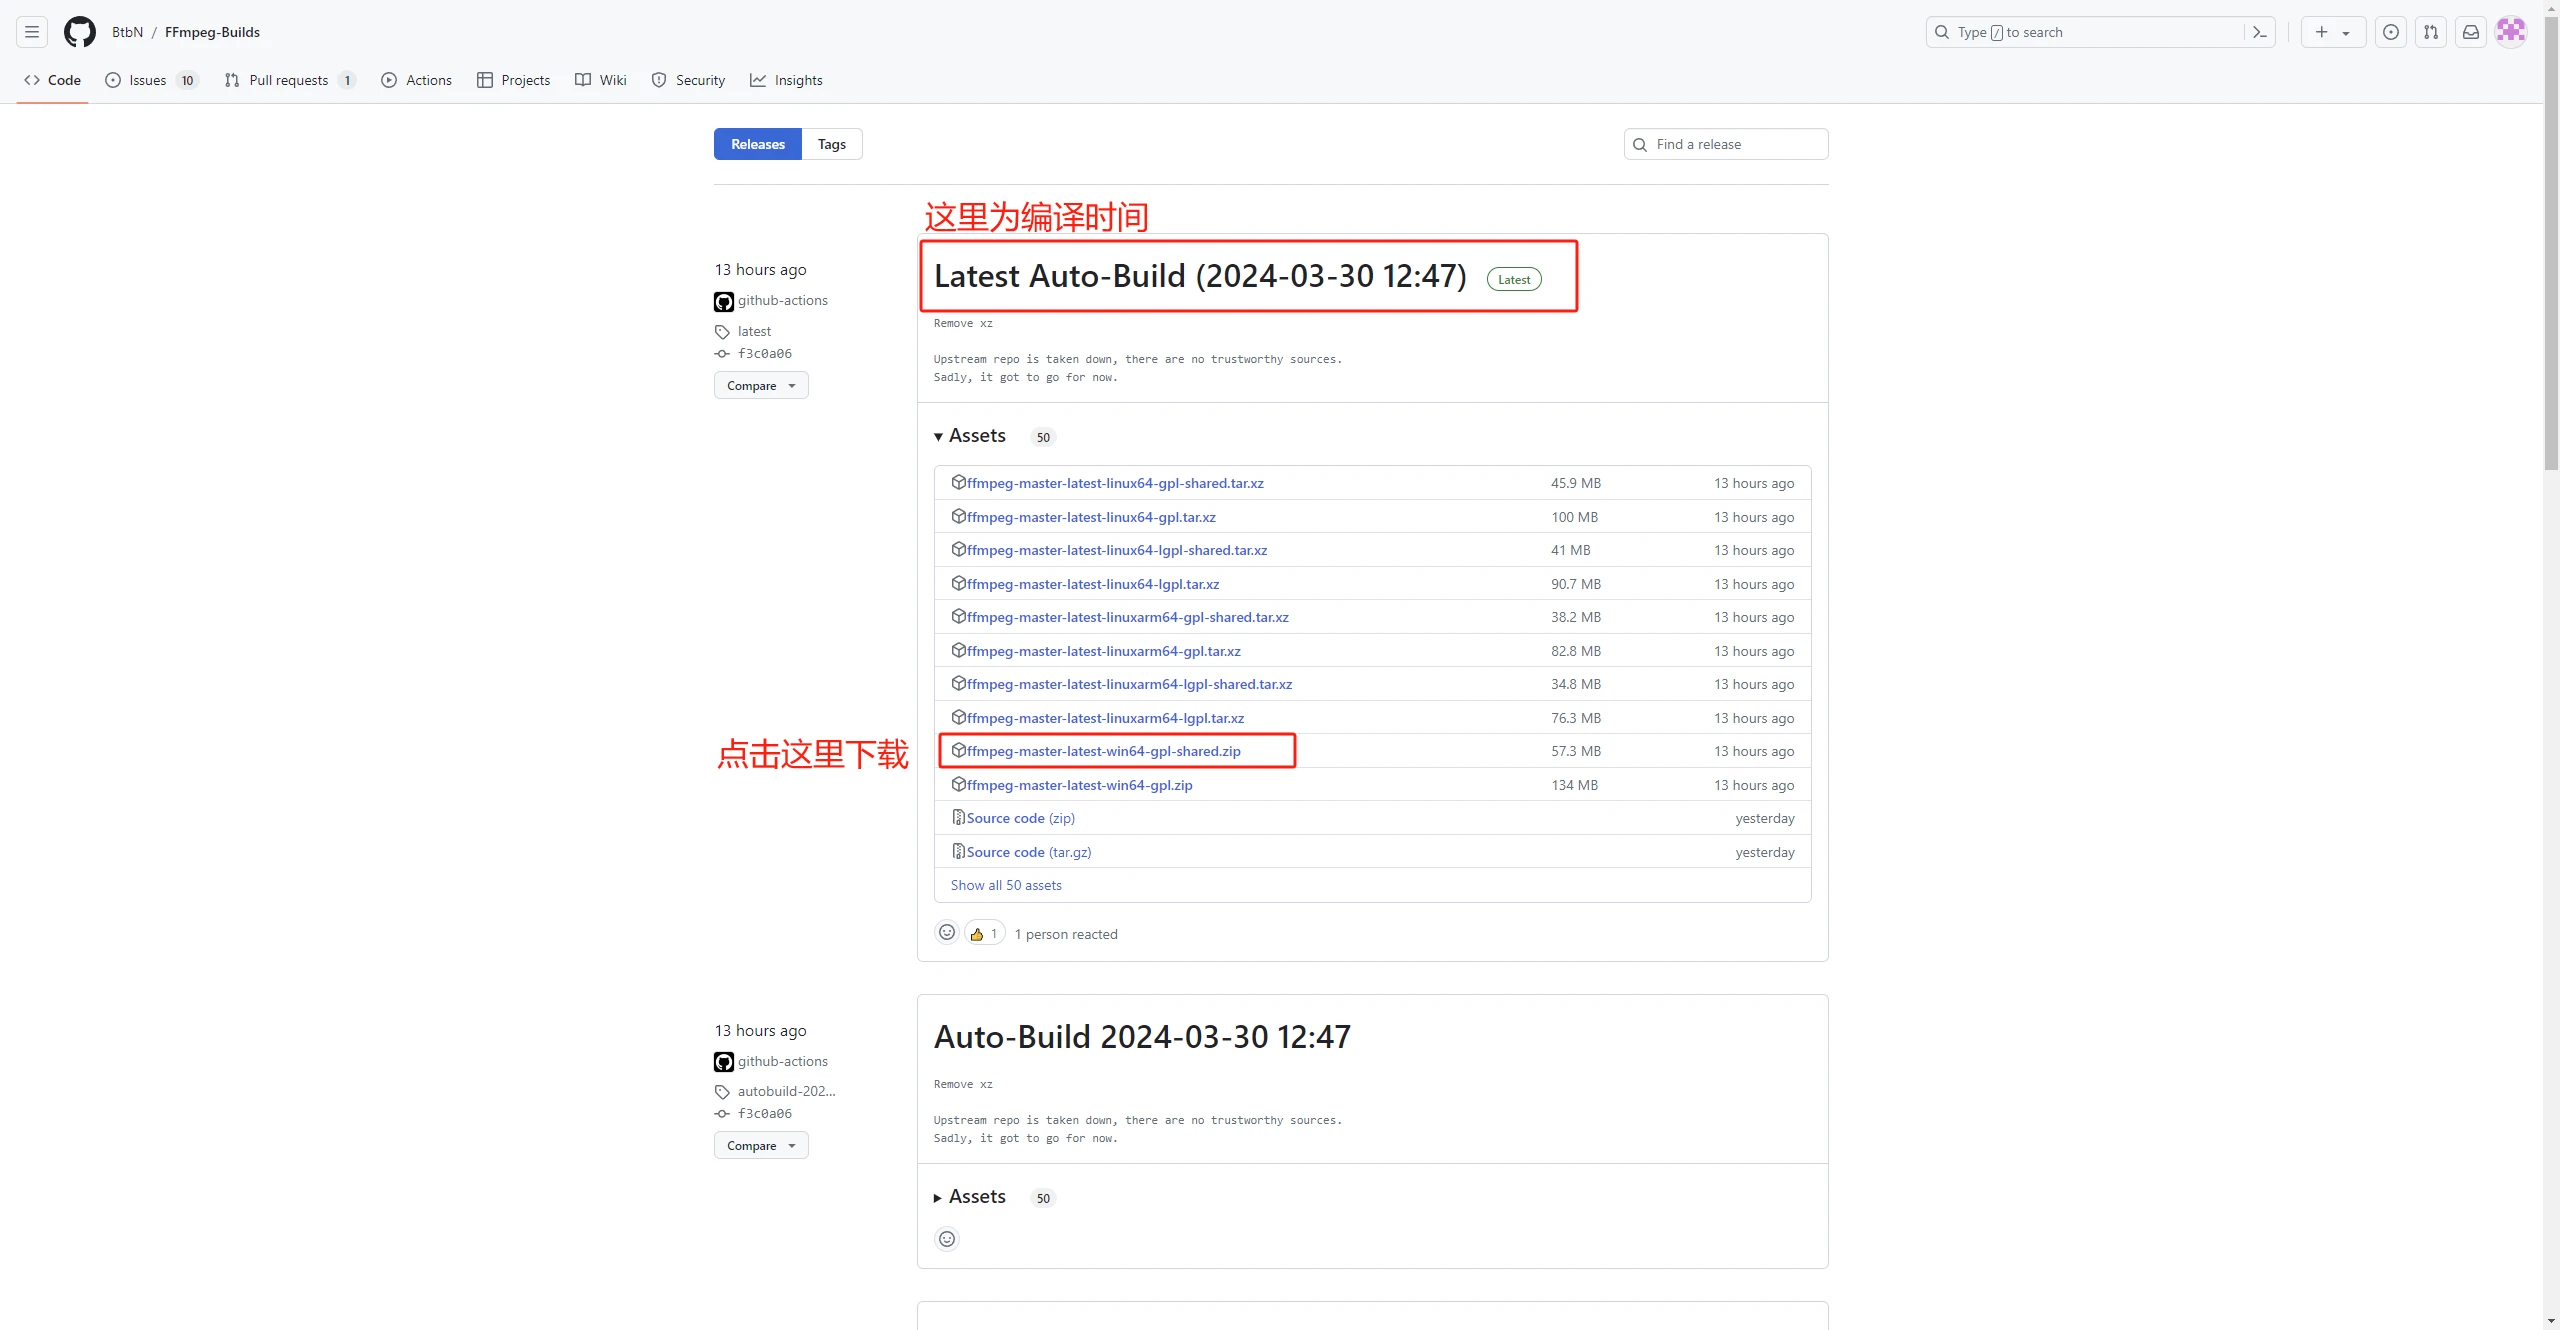 BtbN / FFmpeg-Builds
Type / to search
Code
Issues 10
Pull requests 1
Actions
Projects
Wiki
Security
Insights
Releases
Tags
Find a release
这里为编译时间
13 hours ago
github-actions
latest
f3c0a06
Compare
Latest Auto-Build (2024-03-30 12:47) Latest
Remove xz
Upstream repo is taken down, there are no trustworthy sources.
Sadly, it got to go for now.
Assets 50
ffmpeg-master-latest-linux64-gpl-shared.tar.xz 45.9 MB 13 hours ago
ffmpeg-master-latest-linux64-gpl.tar.xz 100 MB 13 hours ago
ffmpeg-master-latest-linux64-lgpl-shared.tar.xz 41 MB 13 hours ago
ffmpeg-master-latest-linux64-lgpl.tar.xz 90.7 MB 13 hours ago
ffmpeg-master-latest-linuxarm64-gpl-shared.tar.xz 38.2 MB 13 hours ago
ffmpeg-master-latest-linuxarm64-gpl.tar.xz 82.8 MB 13 hours ago
ffmpeg-master-latest-linuxarm64-lgpl-shared.tar.xz 34.8 MB 13 hours ago
ffmpeg-master-latest-linuxarm64-lgpl.tar.xz 76.3 MB 13 hours ago
点击这里下载
ffmpeg-master-latest-win64-gpl-shared.zip 57.3 MB 13 hours ago
ffmpeg-master-latest-win64-gpl.zip 134 MB 13 hours ago
Source code (zip) yesterday
Source code (tar.gz) yesterday
Show all 50 assets
1 1 person reacted
13 hours ago
github-actions
autobuild-202...
f3c0a06
Compare
Auto-Build 2024-03-30 12:47
Remove xz
Upstream repo is taken down, there are no trustworthy sources.
Sadly, it got to go for now.
Assets 50